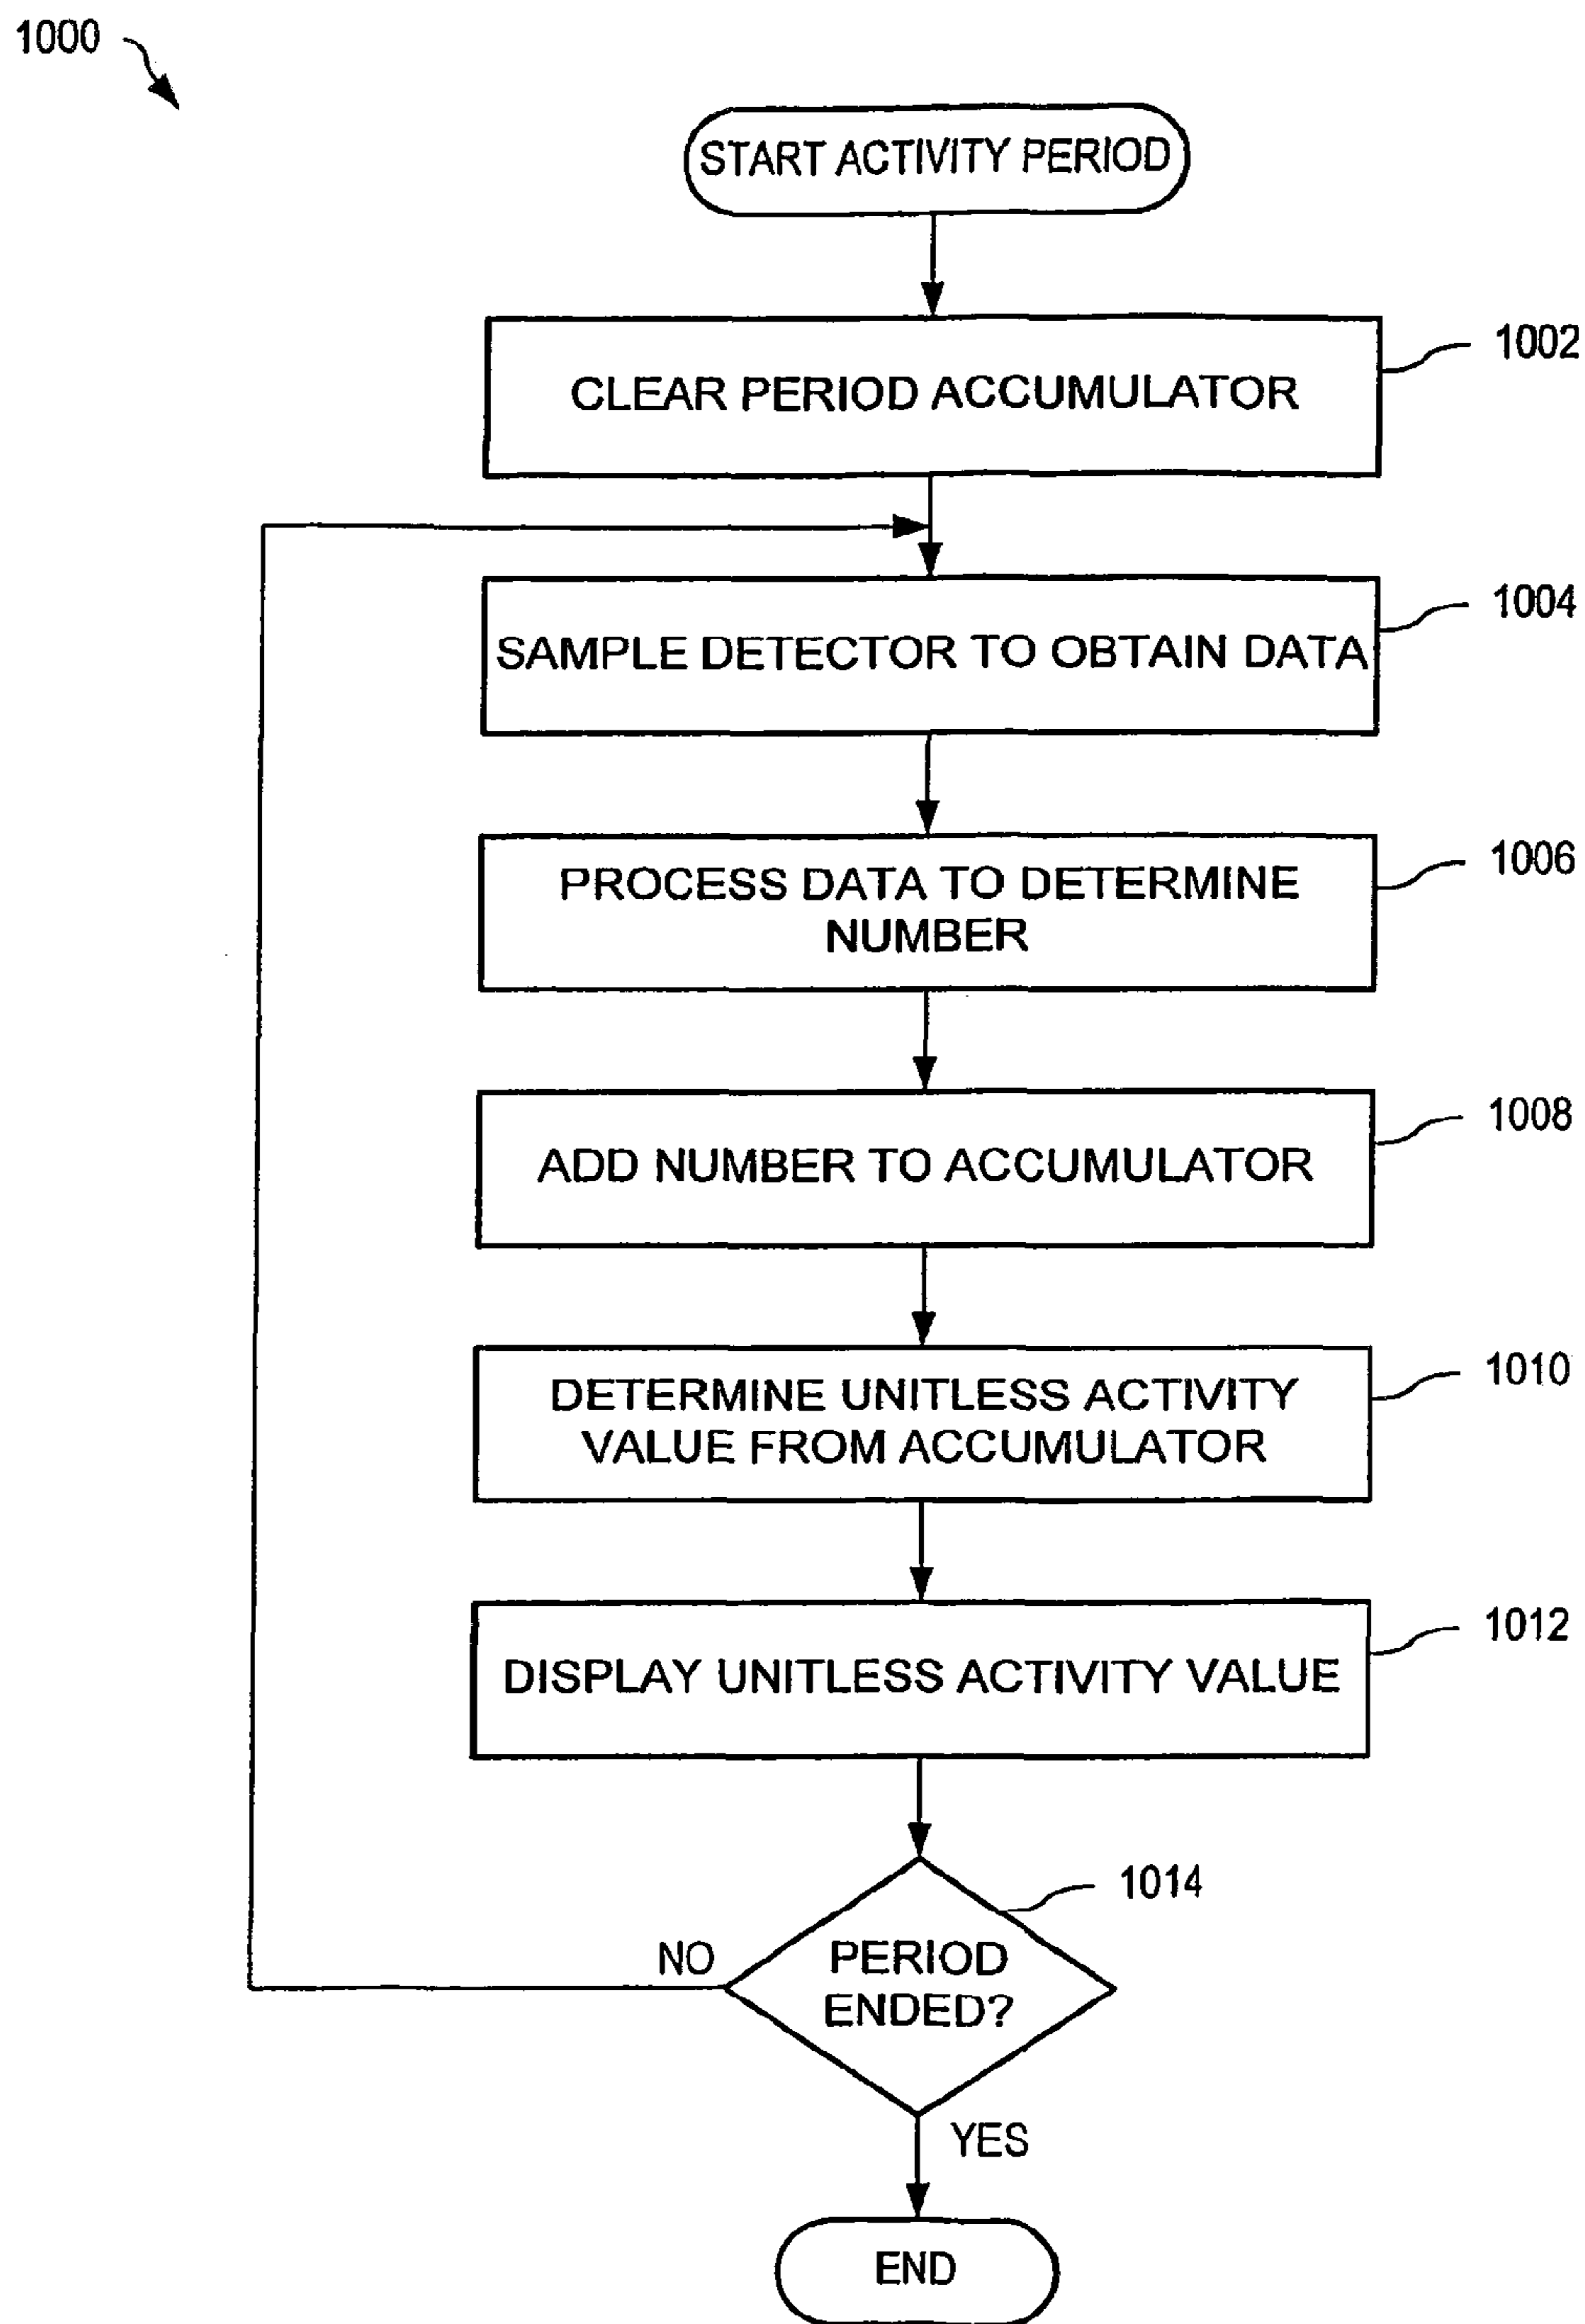 1000
START ACTIVITY PERIOD
CLEAR PERIOD ACCUMULATOR
1002
SAMPLE DETECTOR TO OBTAIN DATA
1004
PROCESS DATA TO DETERMINE
NUMBER
1006
ADD NUMBER TO ACCUMULATOR
1008
DETERMINE UNITLESS ACTIVITY
VALUE FROM ACCUMULATOR
1010
DISPLAY UNITLESS ACTIVITY VALUE
1012
PERIOD
ENDED?
1014
NO
YES
END